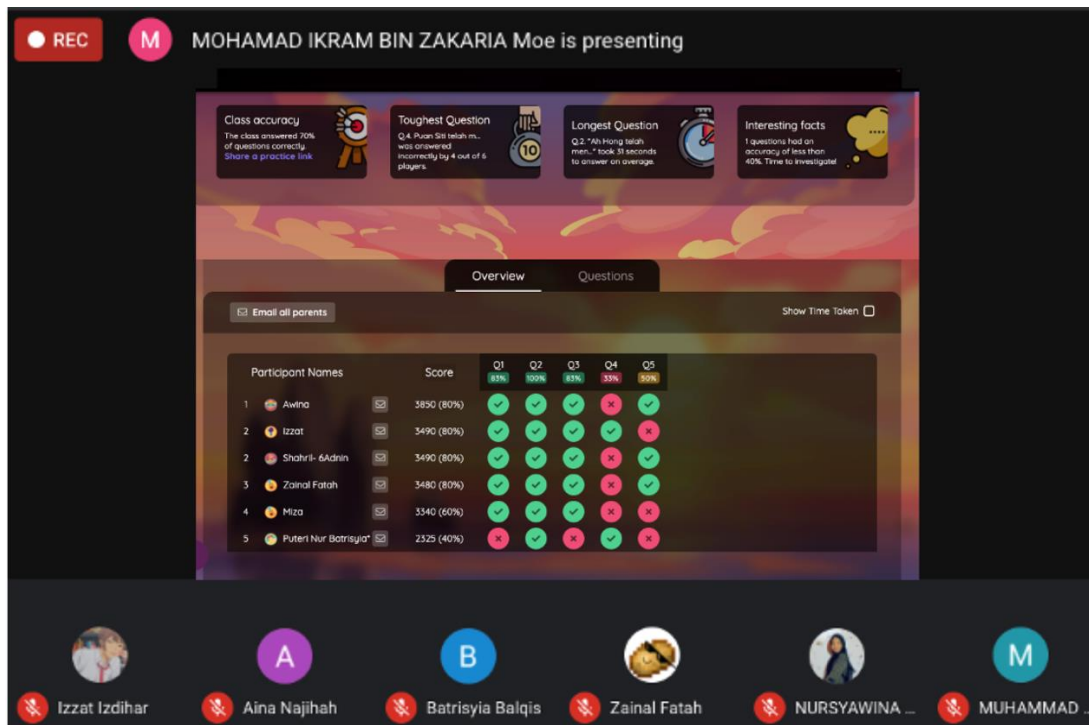 REC
M
MOHAMAD IKRAM BIN ZAKARIA Moe is presenting
Class accuracy
The class answered 70%
of questions correctly.
Share a practice link
Toughest Question
Q.4. Puan Siti telah m...
was answered
incorrectly by 4 out of 6
players.
10
Longest Question
Q.2. "Ah Hong telah
men..." took 31 seconds
to answer on average.
Interesting facts
1 questions had an
accuracy of less than
40%. Time to investigate!
Overview Questions
Email all parents Show Time Taken
Participant Names Score Q1 Q2 Q3 Q4 Q5
83% 100% 83% 33% 50%
1 Awina 3850 (80%)
2 Izzat 3490 (80%)
2 Shahril- 6Adnin 3490 (80%)
3 Zainal Fatah 3480 (80%)
4 Miza 3340 (60%)
5 Puteri Nur Batrisyia* 2325 (40%)
A B M
Izzat Izdihar Aina Najihah Batrisyia Balqis Zainal Fatah NURSYAWINA ... MUHAMMAD